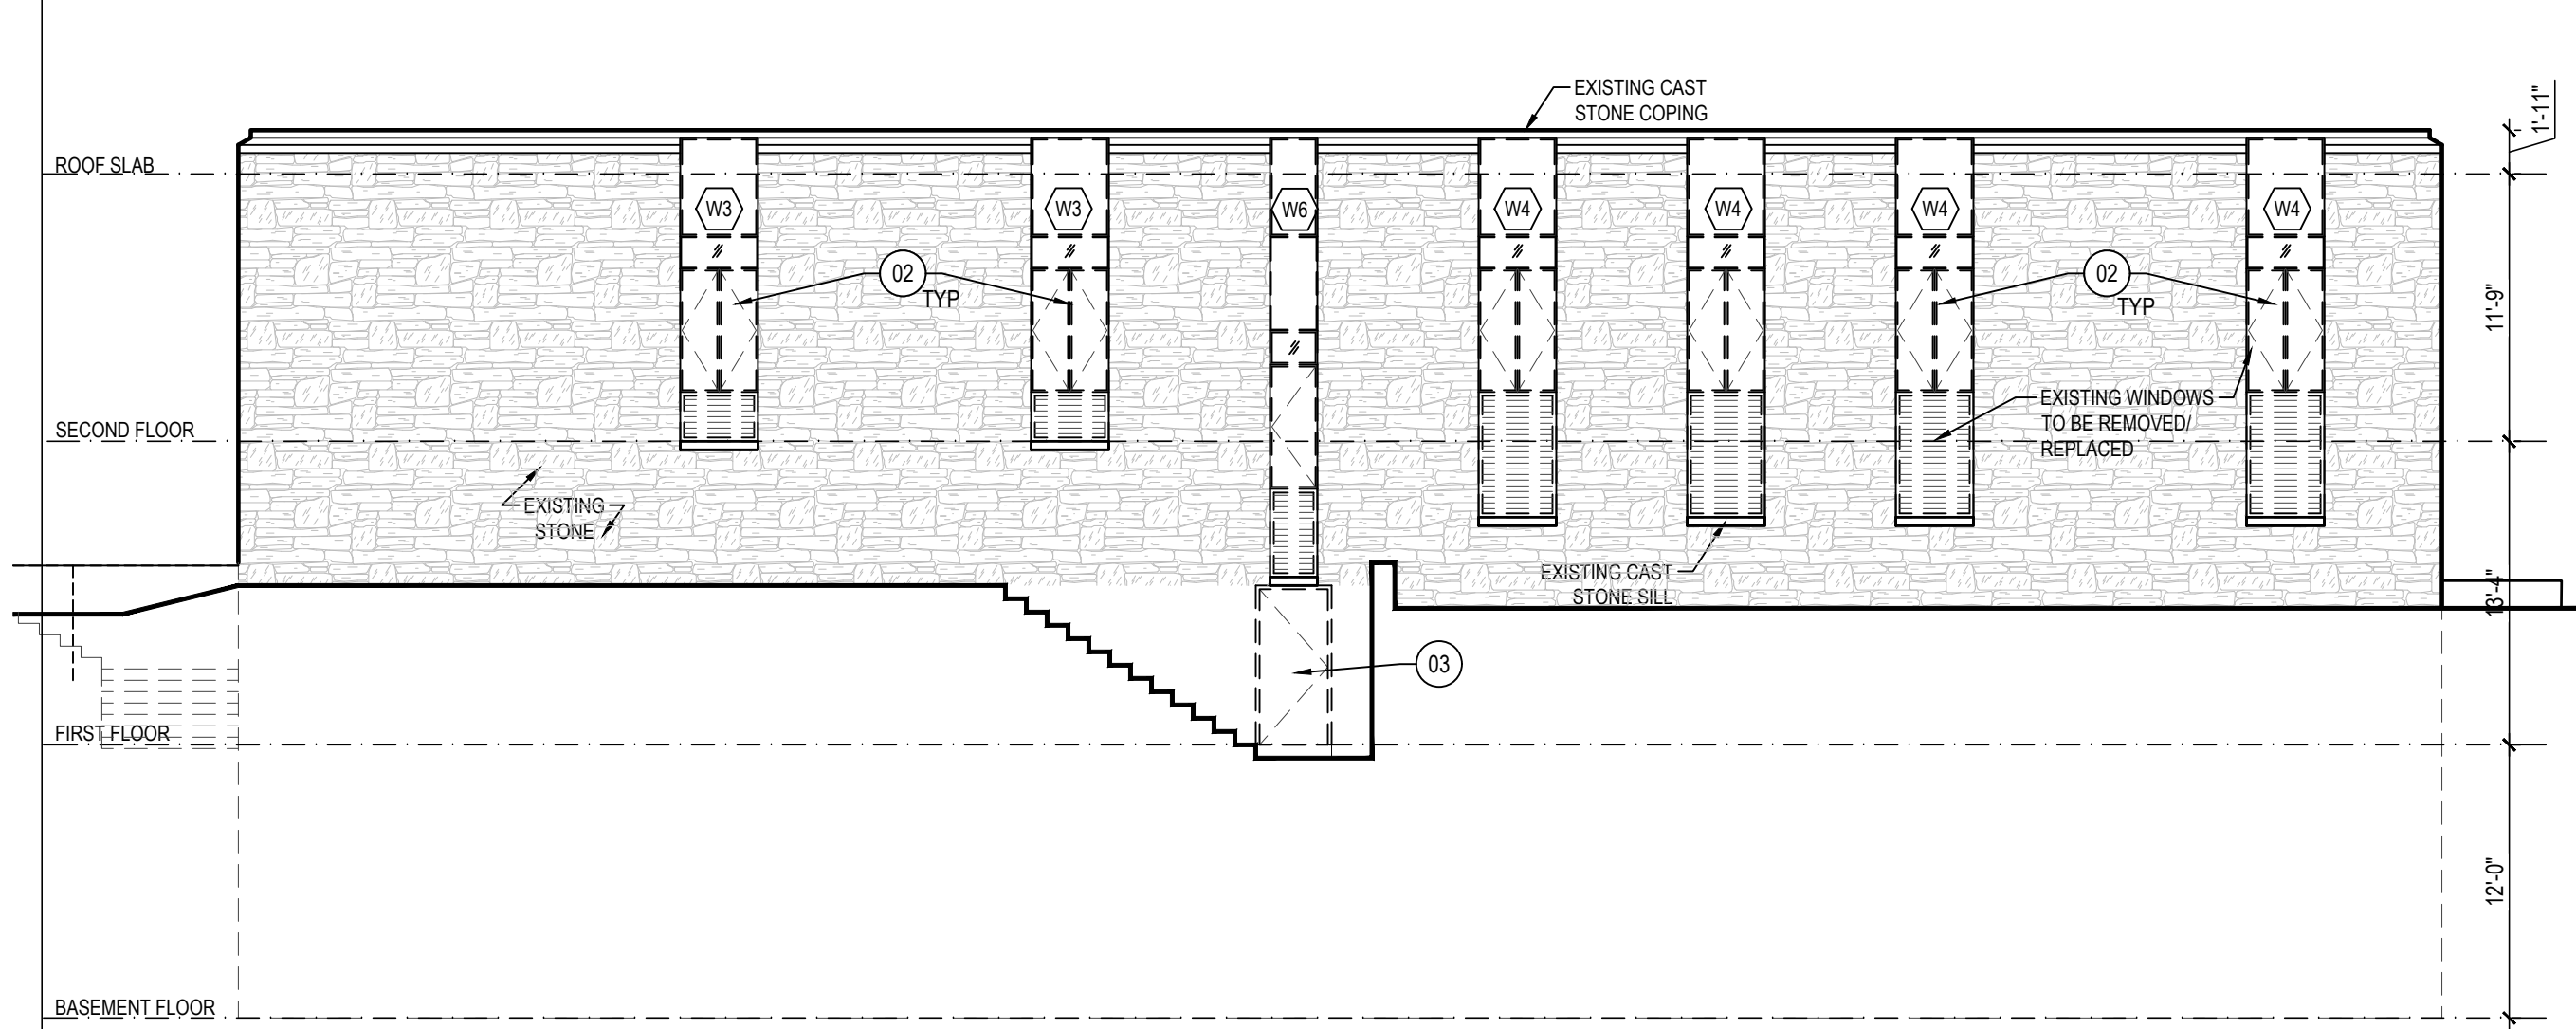 EXISTING CAST
STONE COPING
1'-11"
ROOF SLAB
W3
W3
W6
W4
W4
W4
W4
02
TYP
02
TYP
11'-9"
EXISTING WINDOWS
TO BE REMOVED/
REPLACED
SECOND FLOOR
EXISTING
STONE
EXISTING CAST
STONE SILL
13'-4"
03
FIRST FLOOR
12'-0"
BASEMENT FLOOR